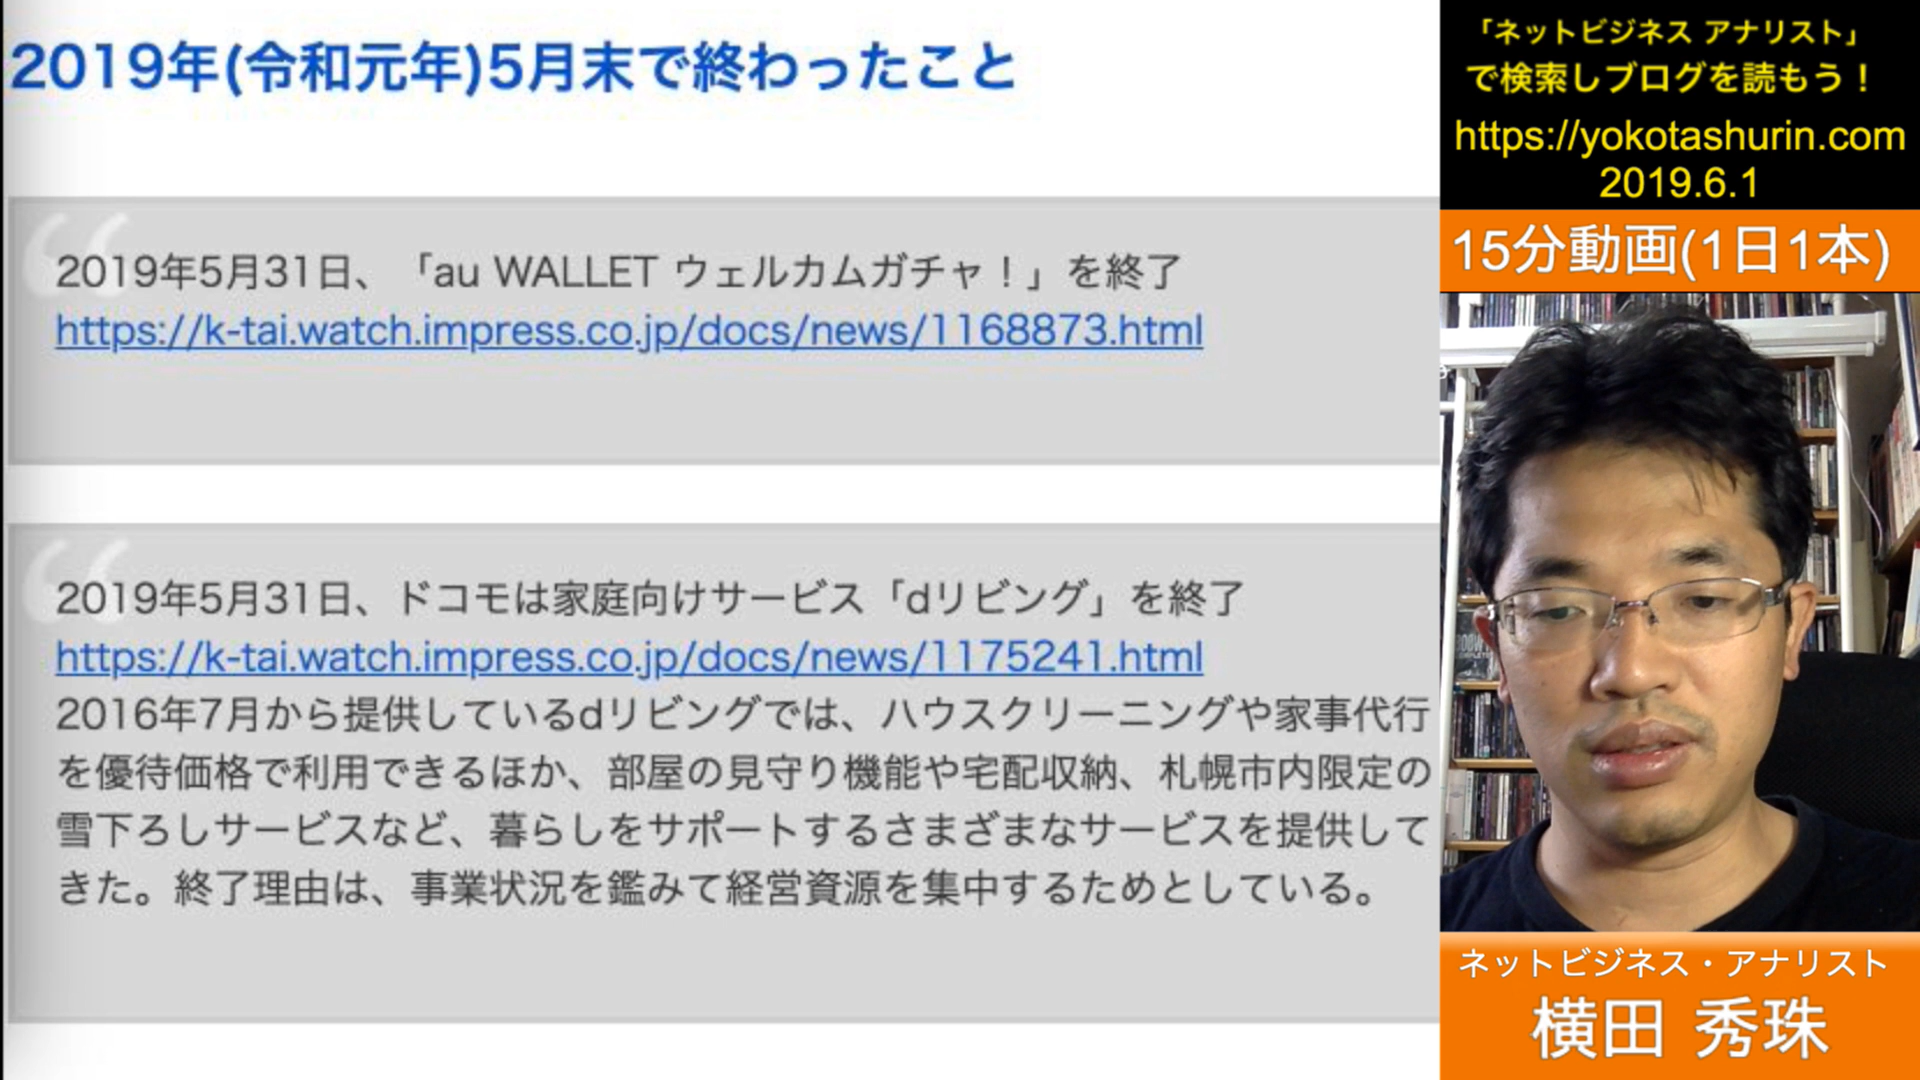 2019年(令和元年)5月末で終わったこと
2019年5月31日、「au WALLET ウェルカムガチャ！」を終了
https://k-tai.watch.impress.co.jp/docs/news/1168873.html
2019年5月31日、ドコモは家庭向けサービス「dリビング」を終了
https://k-tai.watch.impress.co.jp/docs/news/1175241.html
2016年7月から提供しているdリビングでは、ハウスクリーニングや家事代行
を優待価格で利用できるほか、部屋の見守り機能や宅配収納、札幌市内限定の
雪下ろしサービスなど、暮らしをサポートするさまざまなサービスを提供して
きた。終了理由は、事業状況を鑑みて経営資源を集中するためとしている。
「ネットビジネス アナリスト」
で検索しブログを読もう！
https://yokotashurin.com
2019.6.1
15分動画(1日1本)
ネットビジネス・アナリスト
横田 秀珠